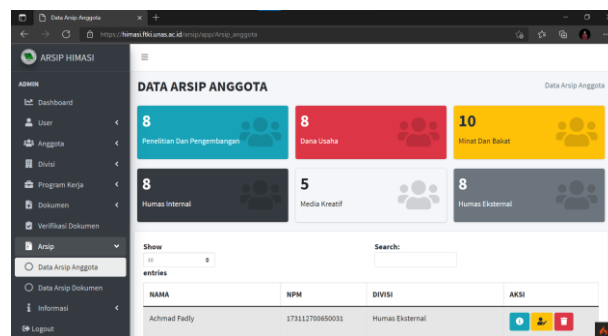 Data Arsip Anggota
https://himasi.ftki.unas.ac.id/arsip/app/Arsip_anggota
ARSIP HIMASI
ADMIN
Dashboard
User
Anggota
Divisi
Program Kerja
Dokumen
Verifikasi Dokumen
Arsip
Data Arsip Anggota
Data Arsip Dokumen
Informasi
Logout
DATA ARSIP ANGGOTA
Data Arsip Anggota
8
Penelitian Dan Pengembangan
8
Dana Usaha
10
Minat Dan Bakat
8
Humas Internal
5
Media Kreatif
8
Humas Eksternal
Show
10
entries
Search:
NAMA NPM DIVISI AKSI
Achmad Fadly 173112700650031 Humas Eksternal